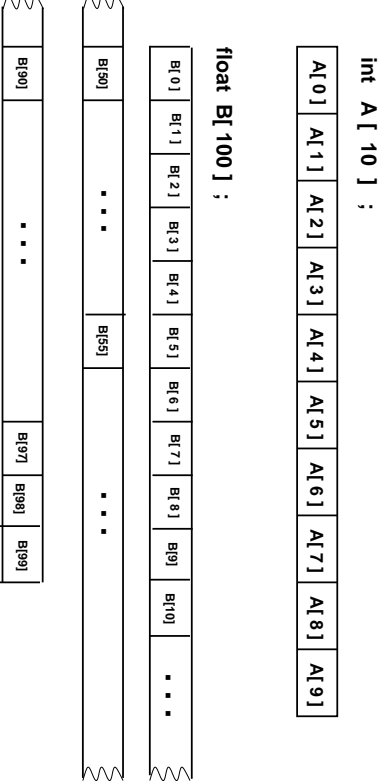 int A [ 10 ] ;
A[ 0 ] A[ 1 ] A[ 2 ] A[ 3 ] A[ 4 ] A[ 5 ] A[ 6 ] A[ 7 ] A[ 8 ] A[ 9 ]
float B[ 100 ] ;
B[ 0 ] B[ 1 ] B[ 2 ] B[ 3 ] B[ 4 ] B[ 5 ] B[ 6 ] B[ 7 ] B[ 8 ] B[9] B[10] . . .
B[50] . . . B[55] . . .
B[90] . . . B[97] B[98] B[99]